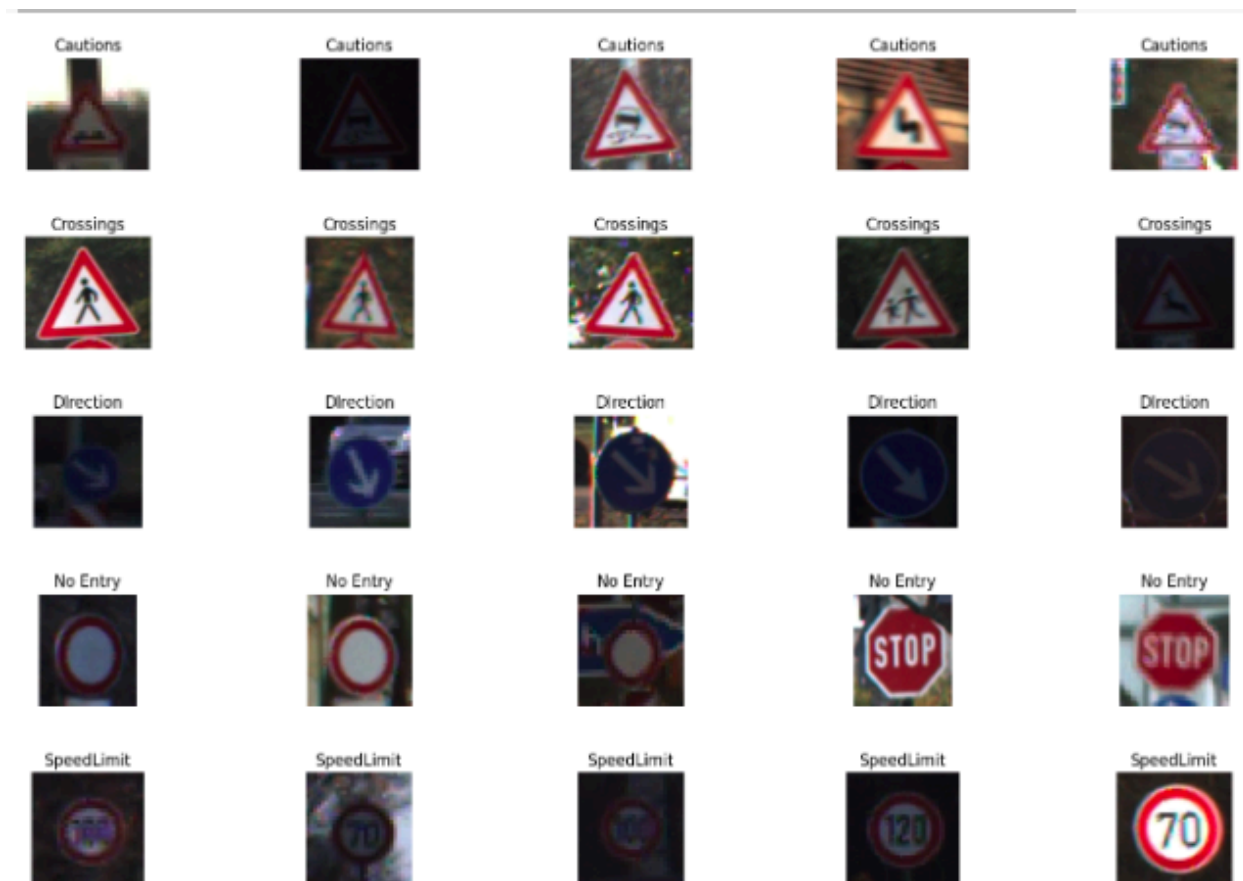 Cautions Cautions Cautions Cautions Cautions
Crossings Crossings Crossings Crossings Crossings
DIrection DIrection DIrection DIrection DIrection
No Entry No Entry No Entry No Entry No Entry
STOP STOP
SpeedLimit SpeedLimit SpeedLimit SpeedLimit SpeedLimit
70 120 70